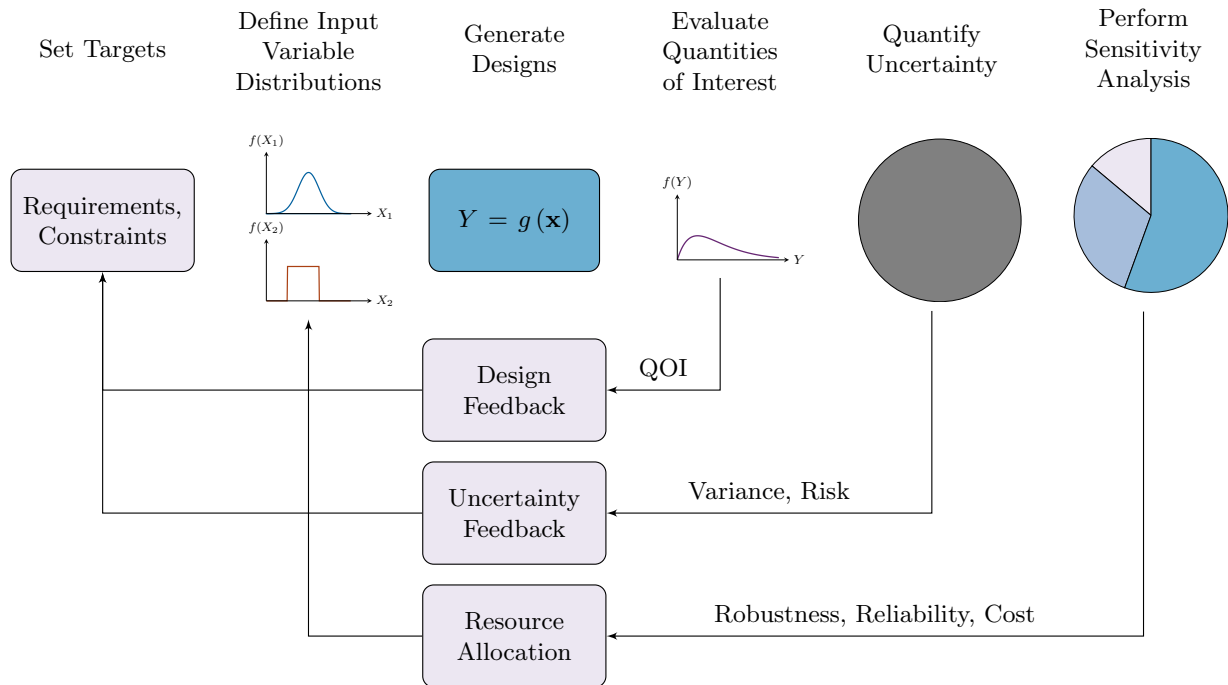 Set Targets
Define Input
Variable
Distributions
Generate
Designs
Evaluate
Quantities
of Interest
Quantify
Uncertainty
Perform
Sensitivity
Analysis
Requirements,
Constraints
f(X₁)
X₁
f(X₂)
X₂
Y = g (x)
f(Y)
Y
Design
Feedback
QOI
Uncertainty
Feedback
Variance, Risk
Resource
Allocation
Robustness, Reliability, Cost